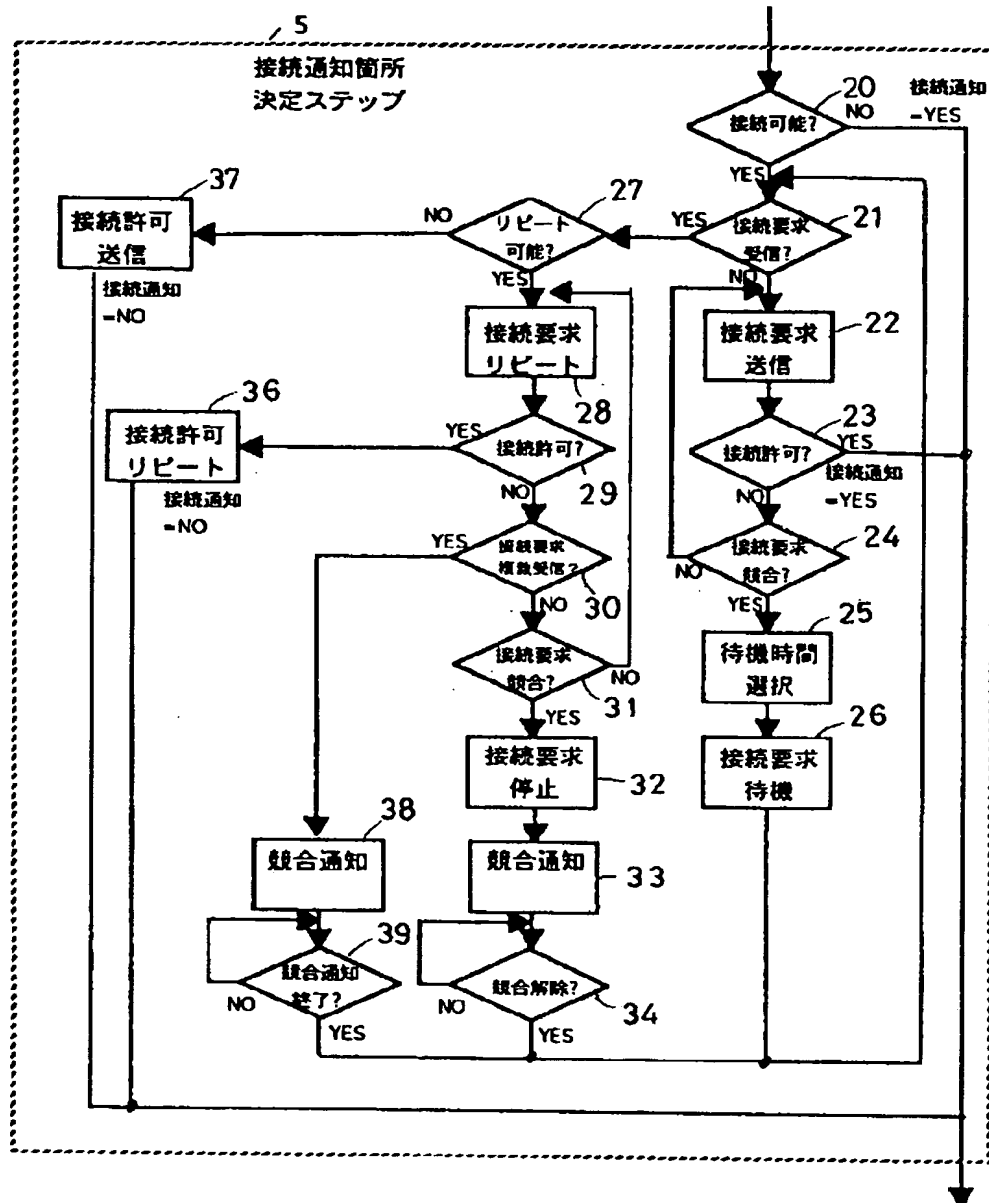 5
接続通知箇所
決定ステップ
20
接続可能?
NO
接続通知
=YES
YES
37
接続許可
送信
接続通知
=NO
NO
27
リピート
可能?
YES
YES
接続要求
受信?
21
NO
接続要求
リピート
28
接続要求
送信
22
36
接続許可
リピート
接続通知
=NO
YES
接続許可?
29
NO
23
接続許可?
YES
接続通知
=YES
NO
YES
接続要求
複数受信?
30
NO
接続要求
競合?
24
NO
YES
接続要求
競合?
NO
31
YES
25
待機時間
選択
接続要求
停止
32
26
接続要求
待機
38
競合通知
競合通知
33
39
競合通知
終了?
NO
YES
競合解除?
34
NO
YES